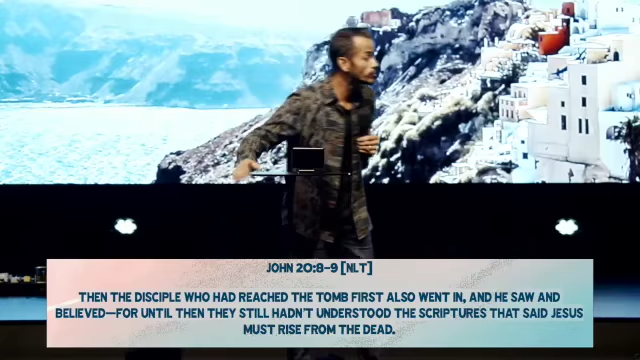 JOHN 20:8-9 [NLT]
THEN THE DISCIPLE WHO HAD REACHED THE TOMB FIRST ALSO WENT IN, AND HE SAW AND
BELIEVED—FOR UNTIL THEN THEY STILL HADN'T UNDERSTOOD THE SCRIPTURES THAT SAID JESUS
MUST RISE FROM THE DEAD.